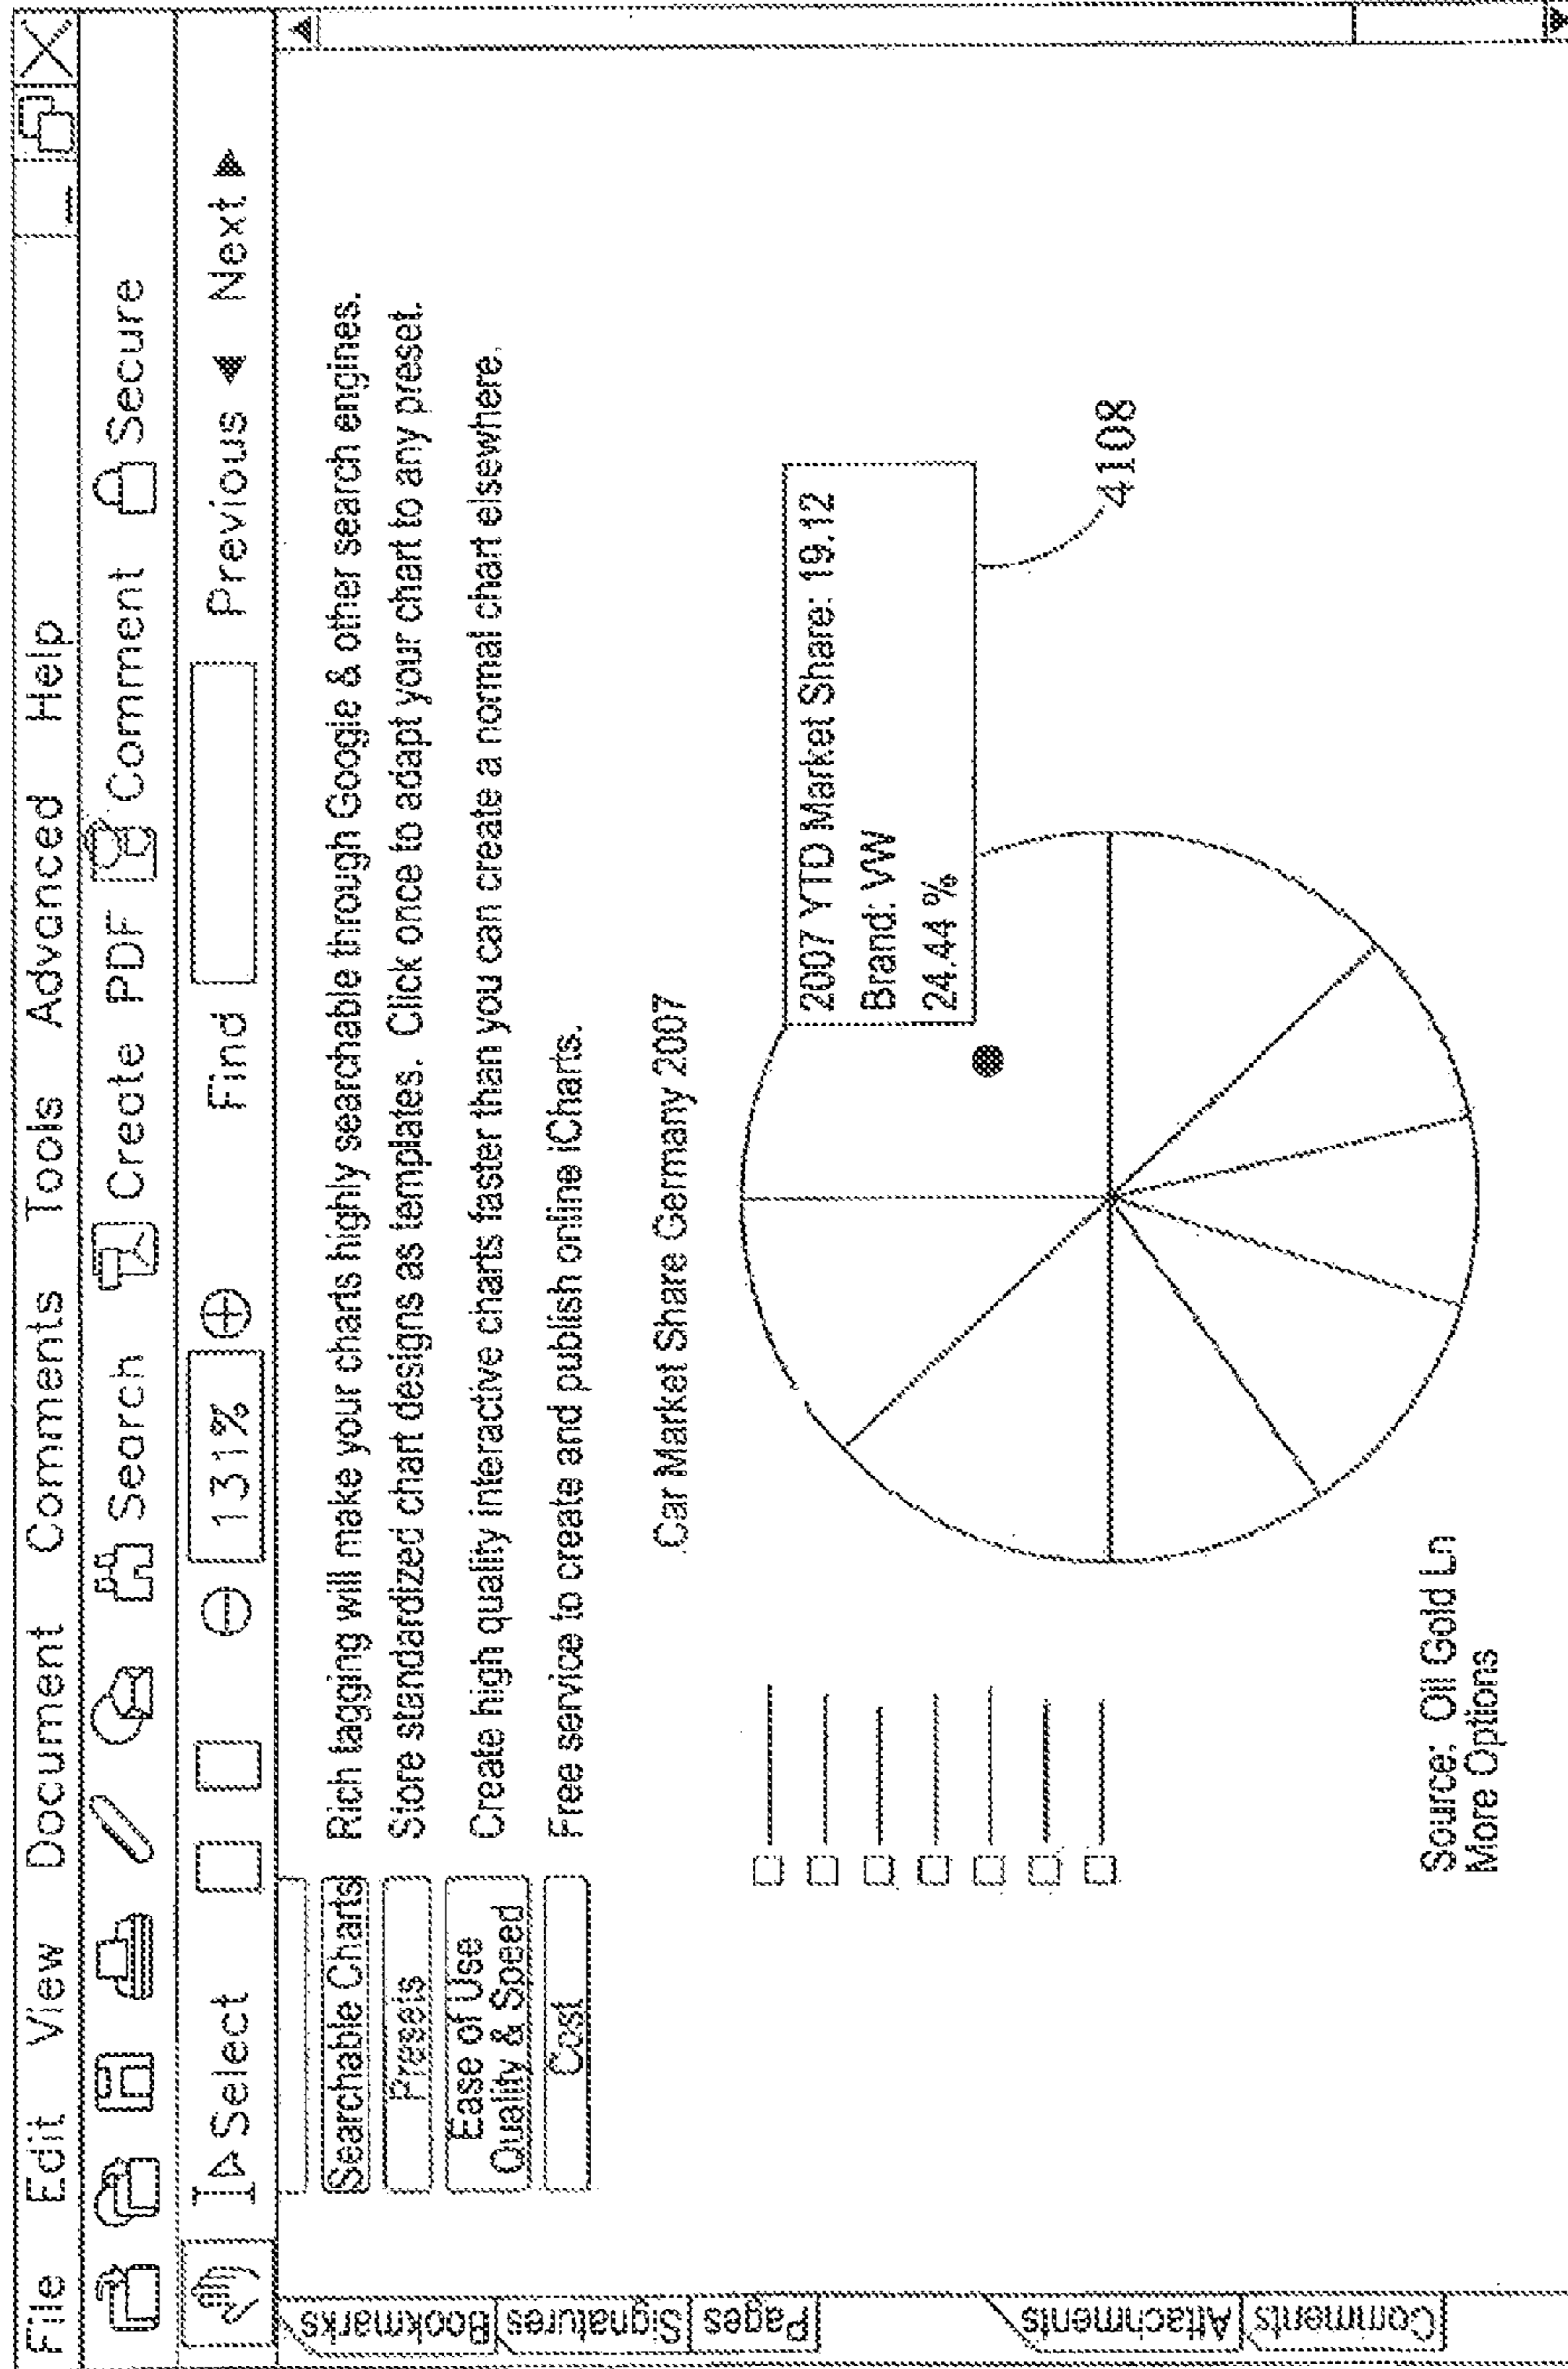 File Edit View Document Comments Tools Advanced Help
Search Create PDF Comment Secure
Select 131% Find Previous Next
Searchable Charts Rich tagging will make your charts highly searchable through Google & other search engines.
Presets Store standardized chart designs as templates. Click once to adapt your chart to any preset.
Ease of Use
Quality & Speed Create high quality interactive charts faster than you can create a normal chart elsewhere.
Cost Free service to create and publish online iCharts.
Bookmarks
Signatures
Pages
Attachments
Comments
Car Market Share Germany 2007
2007 YTD Market Share: 19.12
Brand: VW
24.44 %
4108
Source: Oil Gold Ln
More Options